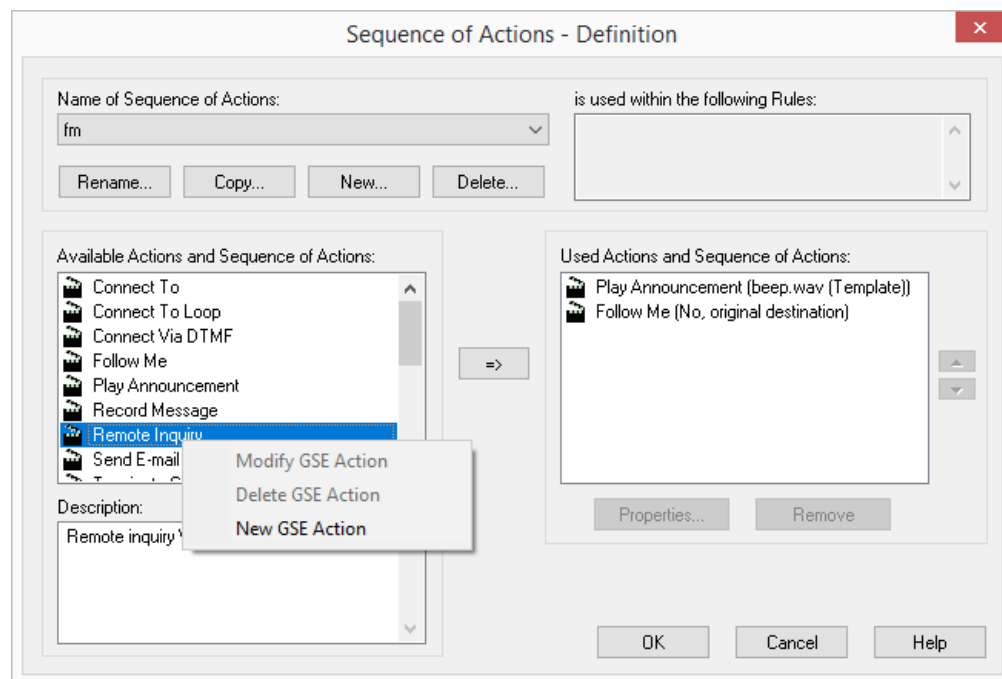 Sequence of Actions - Definition
Name of Sequence of Actions:
is used within the following Rules:
fm
Rename...
Copy...
New...
Delete...
Available Actions and Sequence of Actions:
Used Actions and Sequence of Actions:
Connect To
Connect To Loop
Connect Via DTMF
Follow Me
Play Announcement
Record Message
Remote Inquiry
Send E-mail
=>
Play Announcement (beep.wav (Template))
Follow Me (No, original destination)
Modify GSE Action
Delete GSE Action
New GSE Action
Description:
Remote inquiry
Properties...
Remove
OK
Cancel
Help